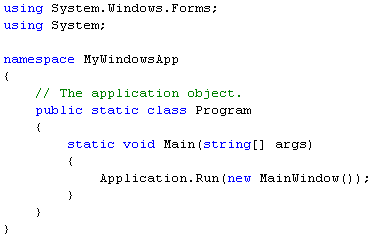 using System.Windows.Forms;
using System;

namespace MyWindowsApp
{
    // The application object.
    public static class Program
    {
        static void Main(string[] args)
        {
            Application.Run(new MainWindow());
        }
    }
}